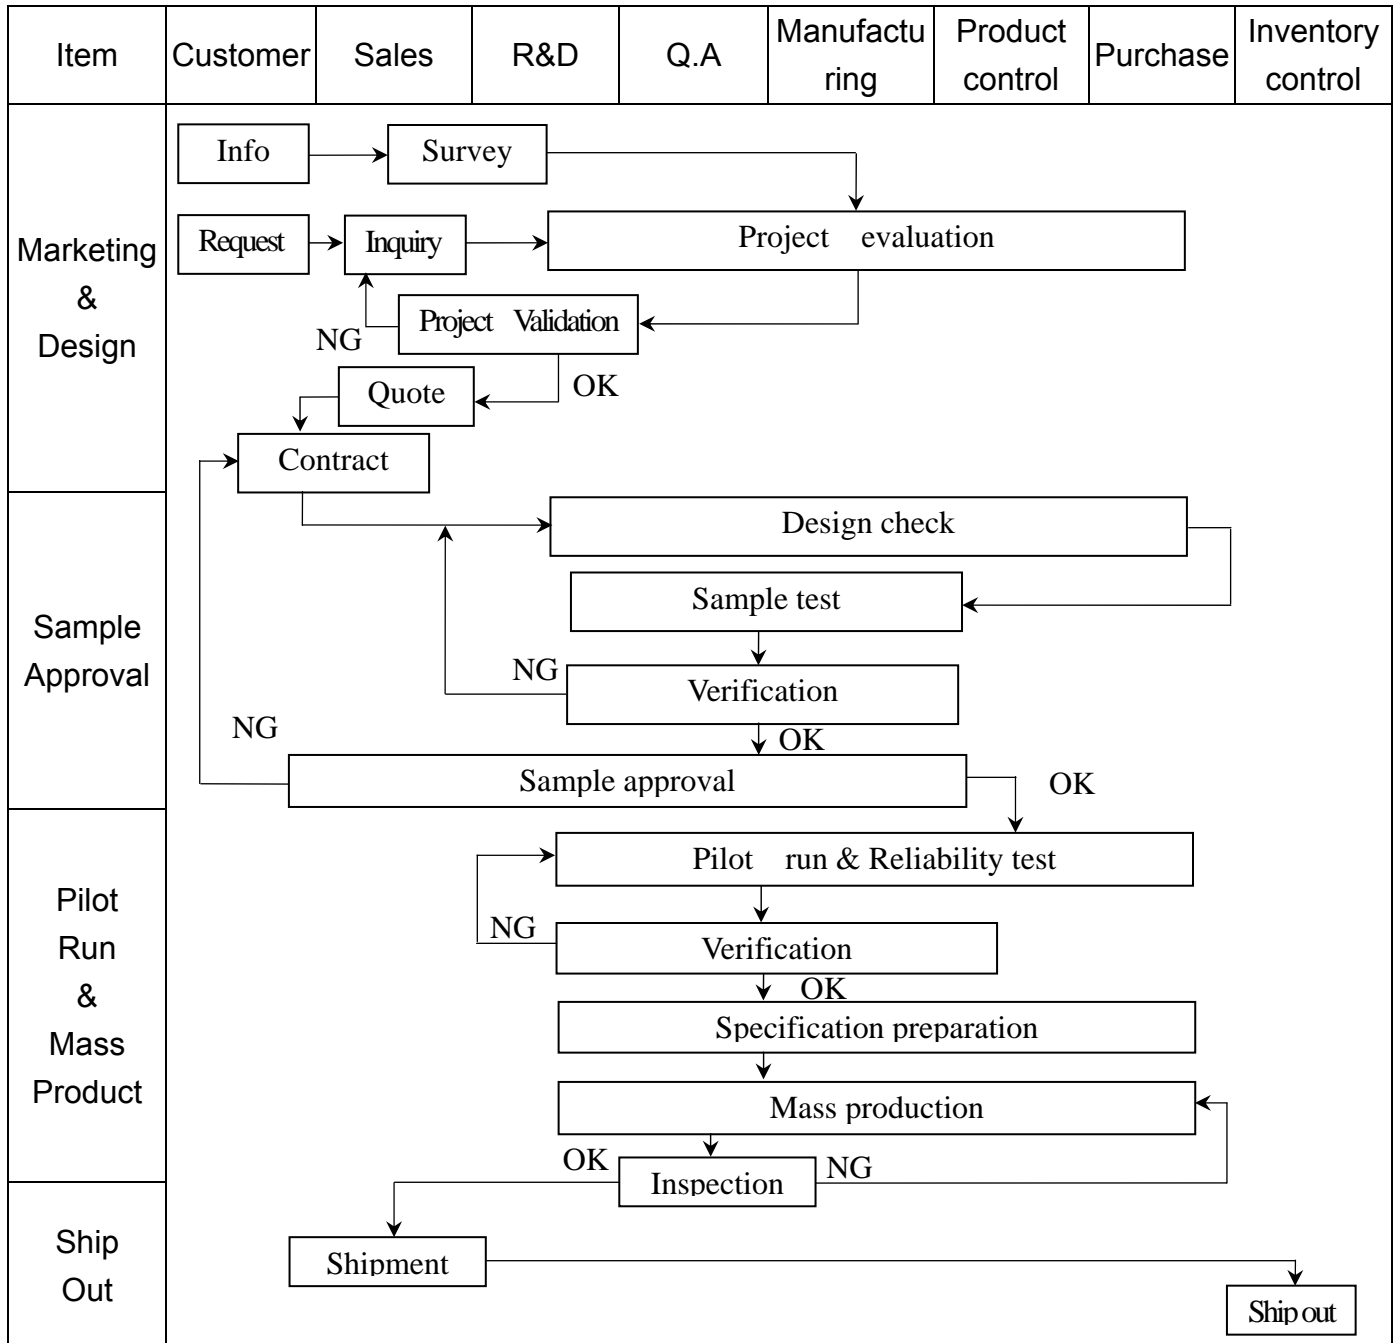 Item
Customer
Sales
R&D
Q.A
Manufactu
ring
Product
control
Purchase
Inventory
control
Marketing
&
Design
Info
Survey
Request
Inquiry
Project evaluation
Project Validation
NG
OK
Quote
Contract
Sample
Approval
Design check
Sample test
NG
Verification
OK
NG
Sample approval
OK
Pilot
Run
&
Mass
Product
Pilot run & Reliability test
NG
Verification
OK
Specification preparation
Mass production
OK
Inspection
NG
Ship
Out
Shipment
Ship out